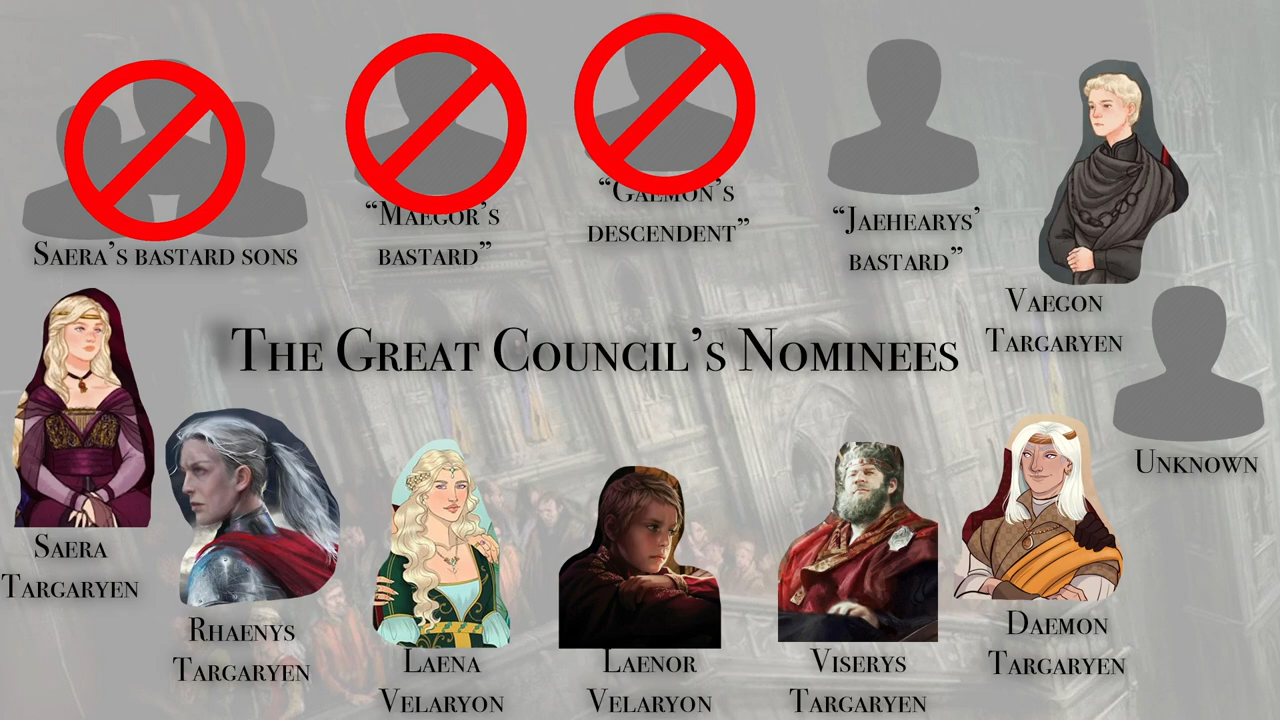 Saera's bastard sons
"Maegor's
bastard"
"Gaemon's
descendent"
"Jaehearys'
bastard"
Vaegon
Targaryen
The Great Council's Nominees
Unknown
Saera
Targaryen
Rhaenys
Targaryen
Laena
Velaryon
Laenor
Velaryon
Viserys
Targaryen
Daemon
Targaryen